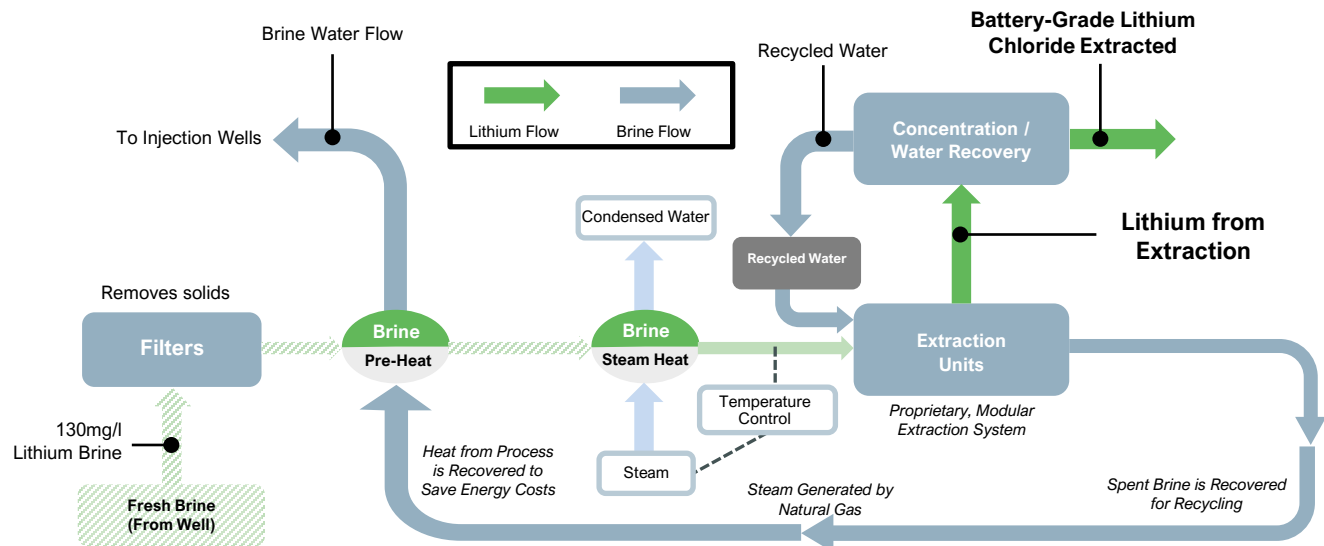 Brine Water Flow
To Injection Wells
Lithium Flow
Brine Flow
Recycled Water
Battery-Grade Lithium
Chloride Extracted
Concentration /
Water Recovery
Condensed Water
Recycled Water
Lithium from
Extraction
Removes solids
Filters
Brine
Pre-Heat
Brine
Steam Heat
Extraction
Units
Temperature
Control
Proprietary, Modular
Extraction System
130mg/l
Lithium Brine
Heat from Process
is Recovered to
Save Energy Costs
Steam
Fresh Brine
(From Well)
Steam Generated by
Natural Gas
Spent Brine is Recovered
for Recycling